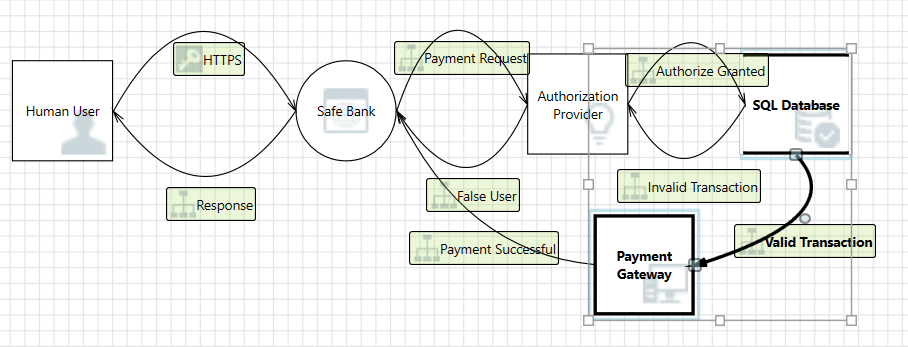 HTTPS
Payment Request
Authorize Granted
Human User
Safe Bank
Authorization
Provider
SQL Database
Response
False User
Invalid Transaction
Payment Successful
Payment
Gateway
Valid Transaction